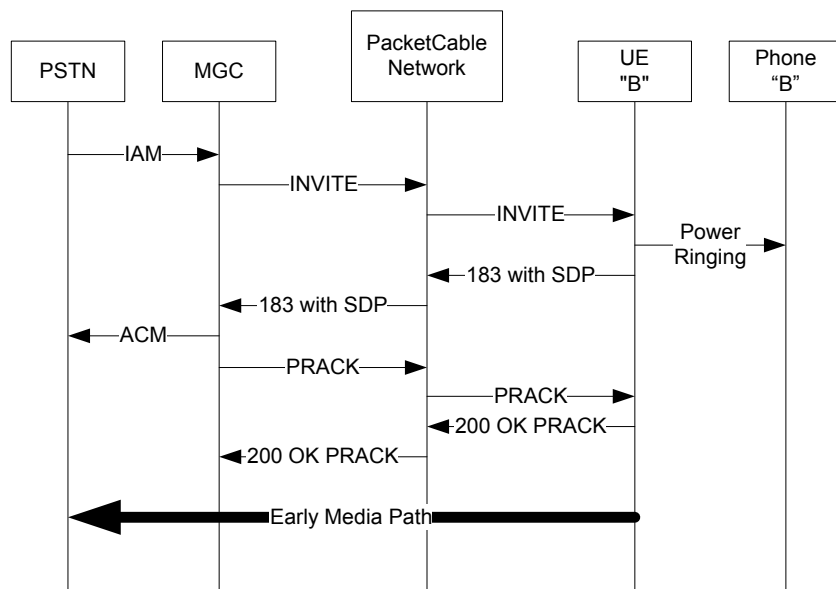 PSTN
MGC
PacketCable
Network
UE
"B"
Phone
“B”
IAM
INVITE
INVITE
Power
Ringing
183 with SDP
183 with SDP
ACM
PRACK
PRACK
200 OK PRACK
200 OK PRACK
Early Media Path